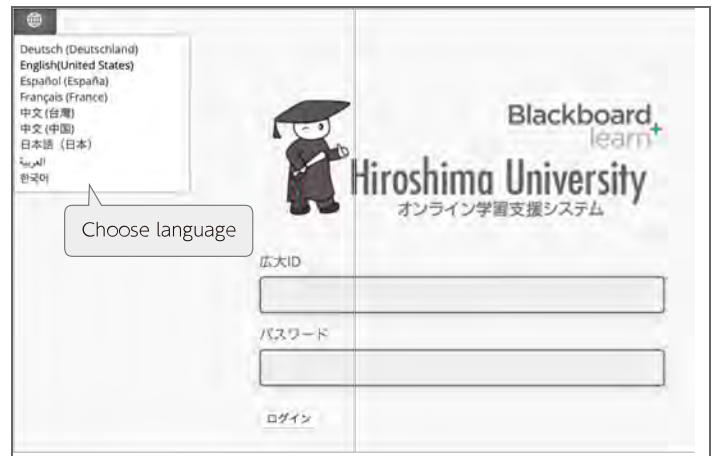 Deutsch (Deutschland)
English(United States)
Español (España)
Français (France)
中文 (台灣)
中文 (中国)
日本語（日本）
العربية
한국어
Choose language
Blackboard
learn+
Hiroshima University
オンライン学習支援システム
広大ID
パスワード
ログイン